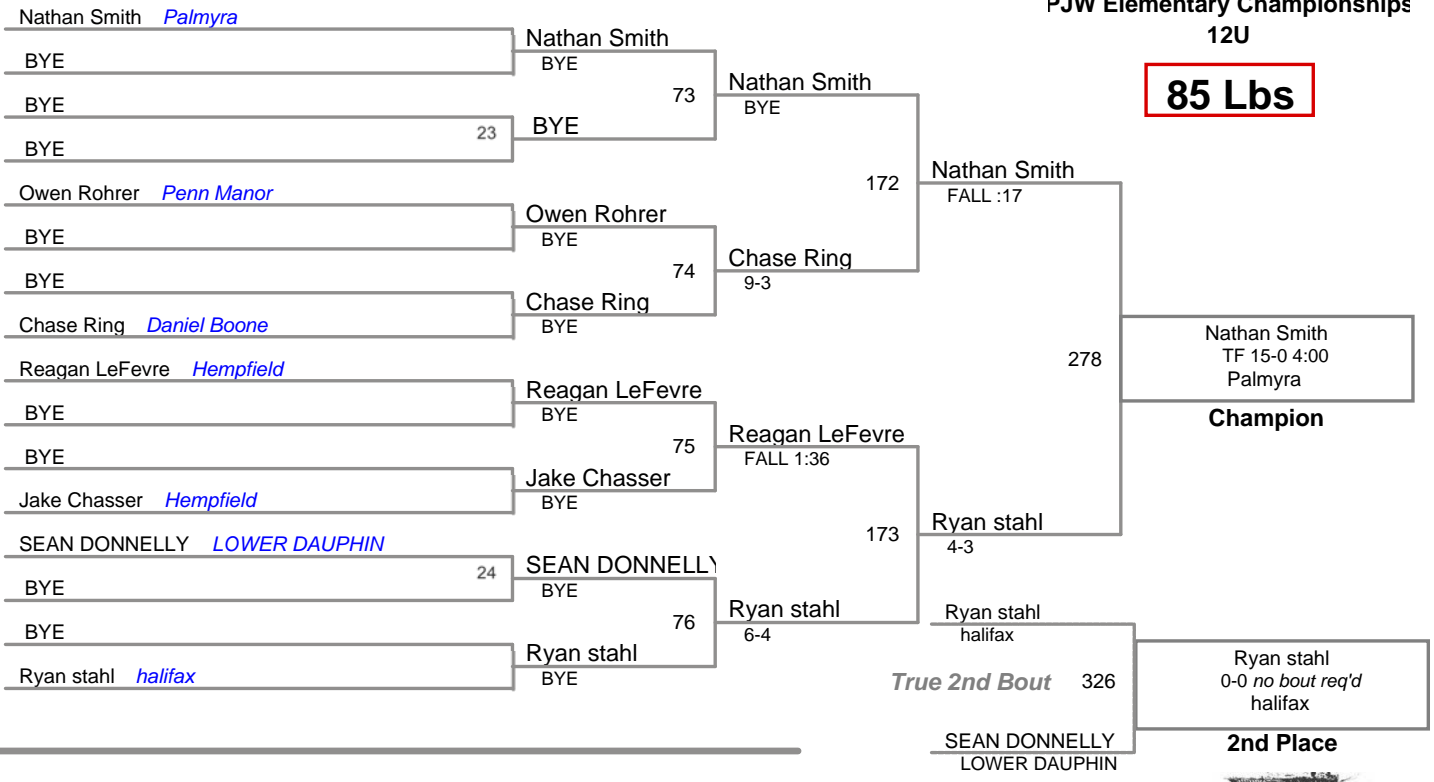 PJW Elementary Championships
12U
85 Lbs
Nathan Smith Palmyra
BYE
BYE
BYE
Owen Rohrer Penn Manor
BYE
BYE
Chase Ring Daniel Boone
Reagan LeFevre Hempfield
BYE
BYE
Jake Chasser Hempfield
SEAN DONNELLY LOWER DAUPHIN
BYE
BYE
Ryan stahl halifax
23
24
Nathan Smith
BYE
BYE
Owen Rohrer
BYE
Chase Ring
BYE
Reagan LeFevre
BYE
Jake Chasser
BYE
SEAN DONNELLY
BYE
Ryan stahl
BYE
73
74
75
76
Nathan Smith
BYE
Chase Ring
9-3
Reagan LeFevre
FALL 1:36
Ryan stahl
6-4
172
173
Nathan Smith
FALL :17
Ryan stahl
4-3
278
Nathan Smith
TF 15-0 4:00
Palmyra
Champion
Ryan stahl
halifax
True 2nd Bout 326
SEAN DONNELLY
LOWER DAUPHIN
Ryan stahl
0-0 no bout req'd
halifax
2nd Place